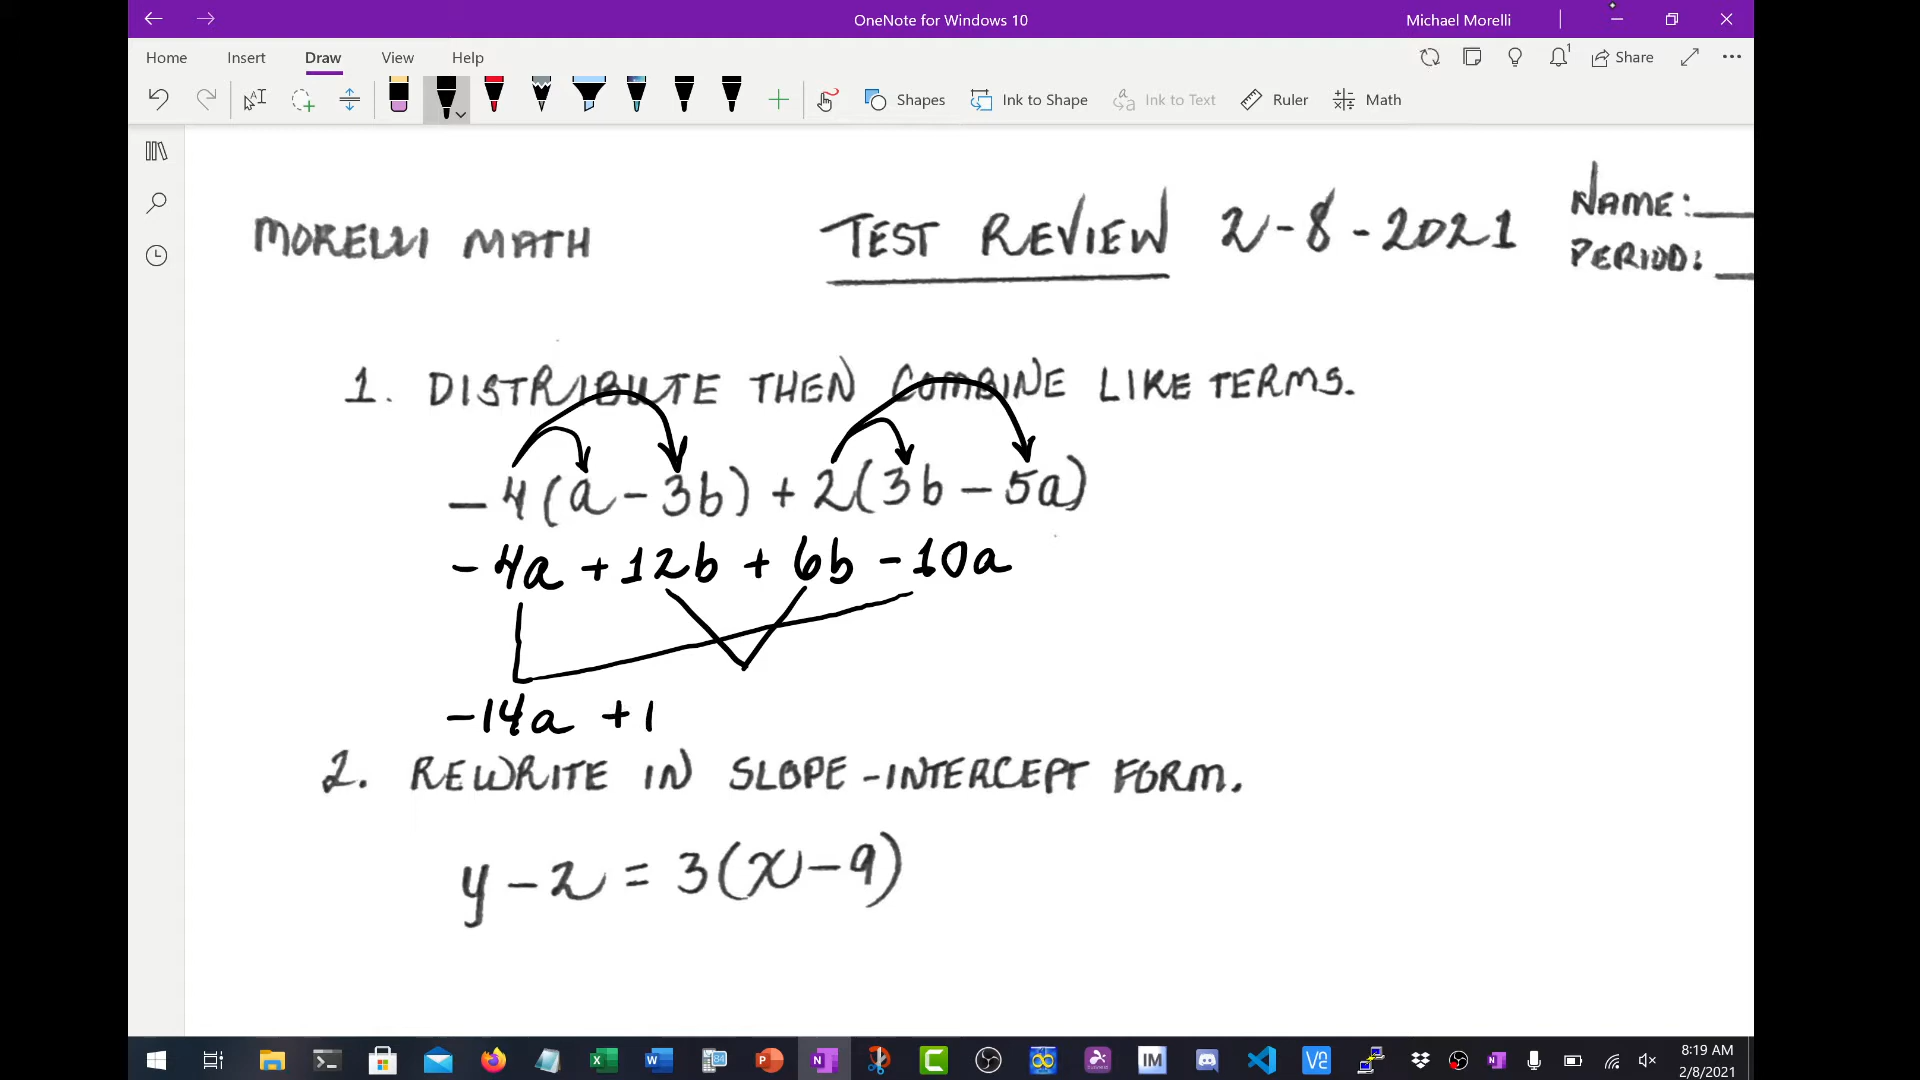 OneNote for Windows 10
Michael Morelli
Home Insert Draw View Help
1
Share
Shapes Ink to Shape Ink to Text Ruler Math
MORELLI MATH TEST REVIEW 2-8-2021 NAME:
PERIOD:
1. DISTRIBUTE THEN COMBINE LIKE TERMS.
-4(a-3b)+2(3b-5a)
-4a+12b+6b-10a
-14a +1
2. REWRITE IN SLOPE-INTERCEPT FORM.
y-2=3(x-9)
8:19 AM
2/8/2021